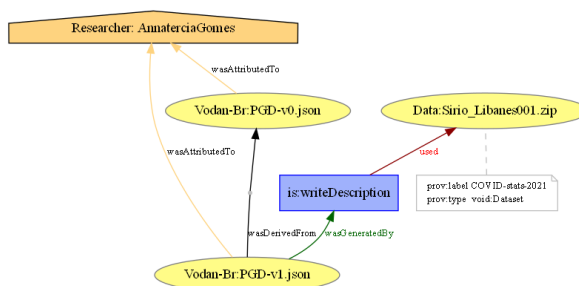 Researcher: AnnaterciaGomes
wasAttributedTo
Vodan-Br:PGD-v0.json
Data:Sirio_Libanes001.zip
wasAttributedTo
used
is:writeDescription
prov:label COVID-stats-2021
prov:type void:Dataset
wasDerivedFrom
wasGeneratedBy
Vodan-Br:PGD-v1.json